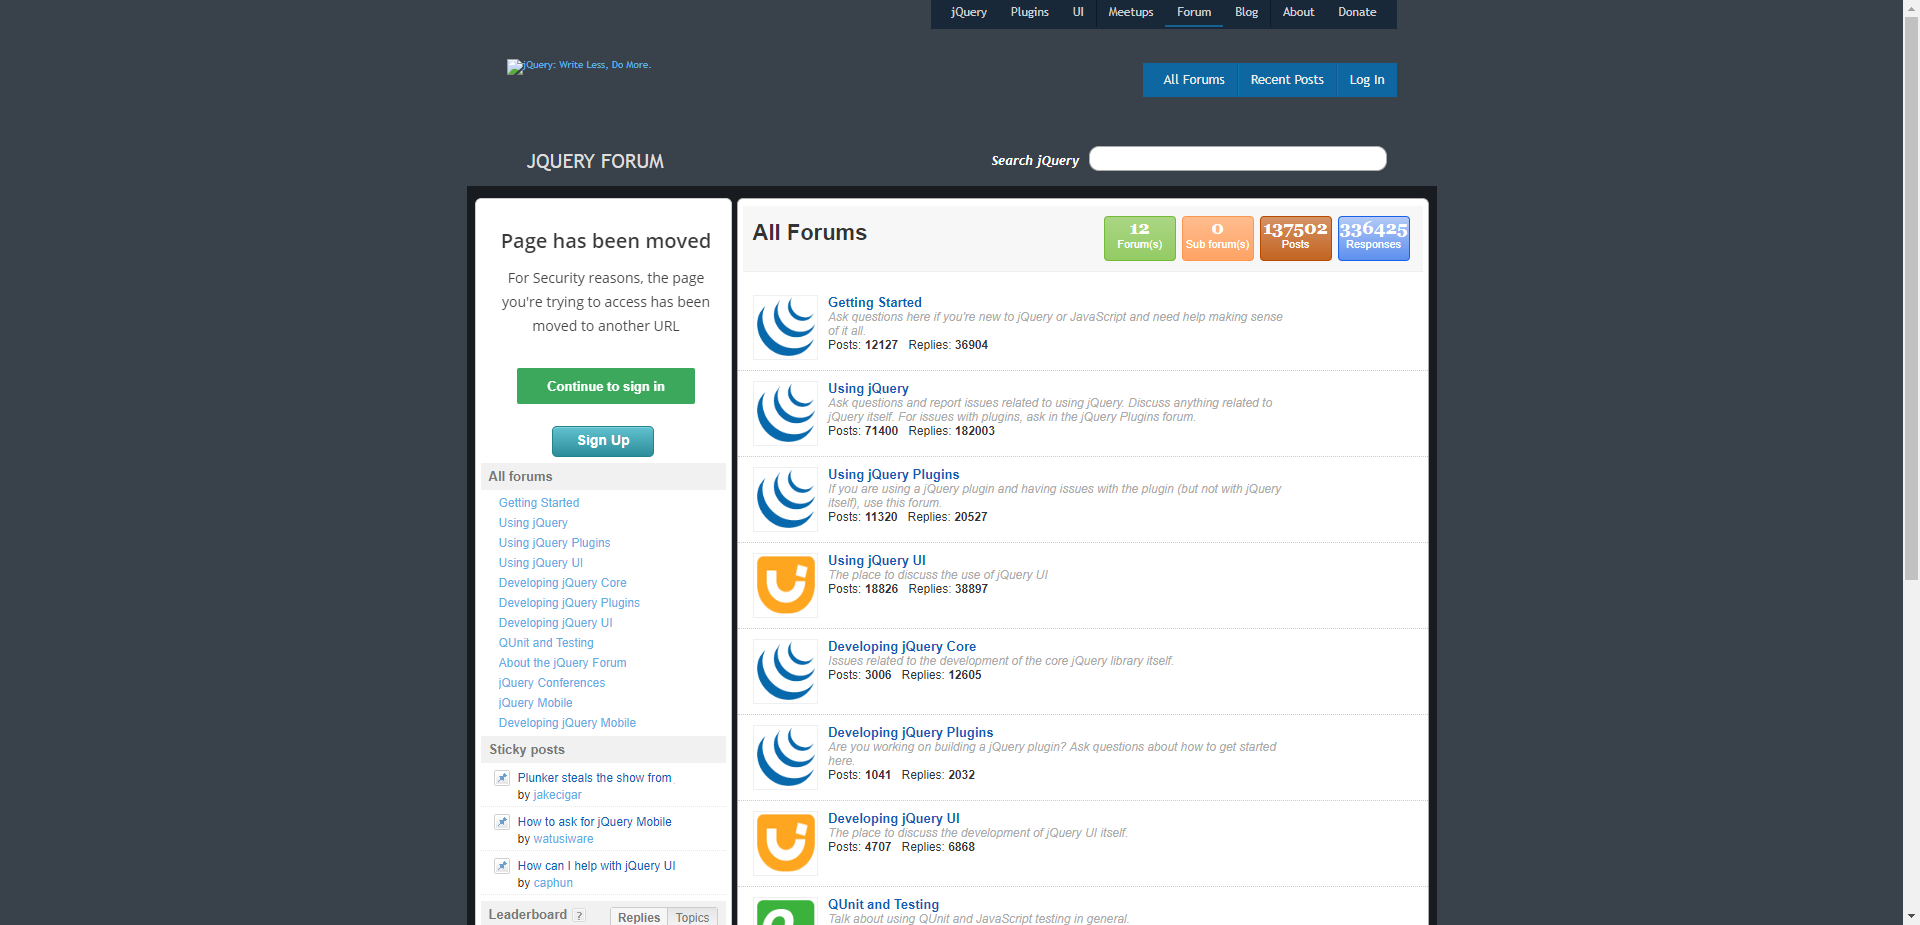 jQuery Plugins UI Meetups Forum Blog About Donate
jQuery: Write Less, Do More.
All Forums Recent Posts Log In
JQUERY FORUM
Search jQuery
Page has been moved
For Security reasons, the page
you're trying to access has been
moved to another URL
Continue to sign in
Sign Up
All forums
Getting Started
Using jQuery
Using jQuery Plugins
Using jQuery UI
Developing jQuery Core
Developing jQuery Plugins
Developing jQuery UI
QUnit and Testing
About the jQuery Forum
jQuery Conferences
jQuery Mobile
Developing jQuery Mobile
Sticky posts
Plunker steals the show from
by jakecigar
How to ask for jQuery Mobile
by watusiware
How can I help with jQuery UI
by caphun
Leaderboard ? Replies Topics
All Forums
12
Forum(s)
0
Sub forum(s)
137502
Posts
336425
Responses
Getting Started
Ask questions here if you're new to jQuery or JavaScript and need help making sense
of it all.
Posts: 12127 Replies: 36904
Using jQuery
Ask questions and report issues related to using jQuery. Discuss anything related to
jQuery itself. For issues with plugins, ask in the jQuery Plugins forum.
Posts: 71400 Replies: 182003
Using jQuery Plugins
If you are using a jQuery plugin and having issues with the plugin (but not with jQuery
itself), use this forum.
Posts: 11320 Replies: 20527
Using jQuery UI
The place to discuss the use of jQuery UI
Posts: 18826 Replies: 38897
Developing jQuery Core
Issues related to the development of the core jQuery library itself.
Posts: 3006 Replies: 12605
Developing jQuery Plugins
Are you working on building a jQuery plugin? Ask questions about how to get started
here.
Posts: 1041 Replies: 2032
Developing jQuery UI
The place to discuss the development of jQuery UI itself.
Posts: 4707 Replies: 6868
QUnit and Testing
Talk about using QUnit and JavaScript testing in general.